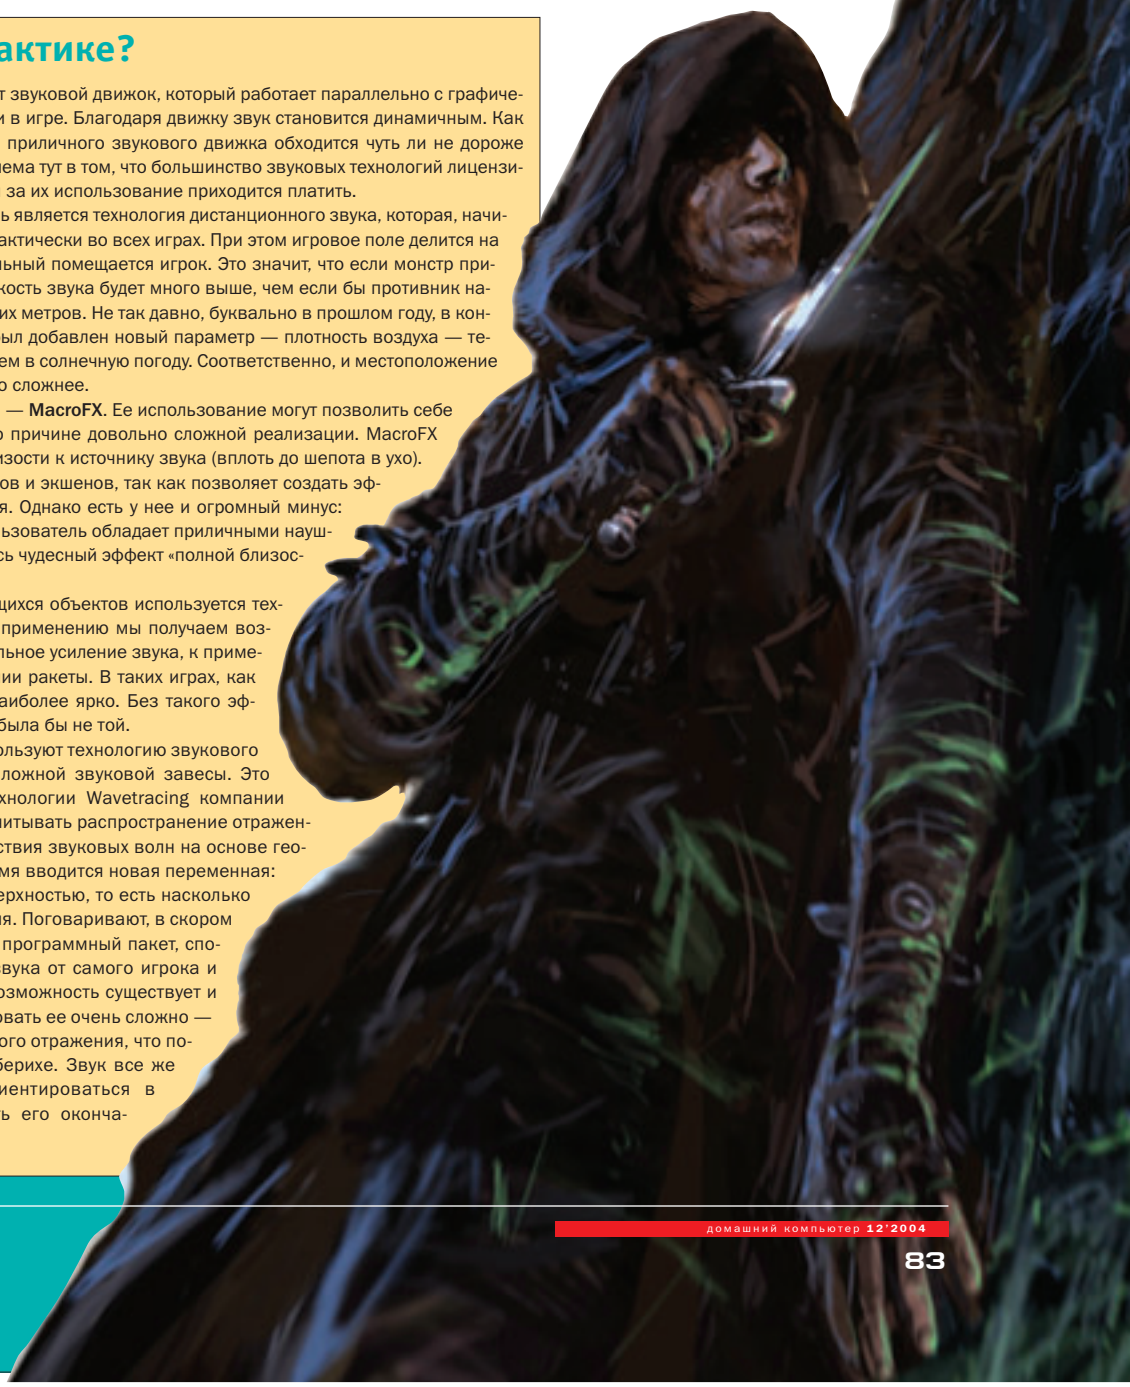 актике?
т звуковой движок, который работает параллельно с графиче-
и в игре. Благодаря движку звук становится динамичным. Как
приличного звукового движка обходится чуть ли не дороже
лема тут в том, что большинство звуковых технологий лицензи-
за их использование приходится платить.
ь является технология дистанционного звука, которая, начи-
актически во всех играх. При этом игровое поле делится на
льный помещается игрок. Это значит, что если монстр при-
кость звука будет много выше, чем если бы противник на-
их метров. Не так давно, буквально в прошлом году, в кон-
был добавлен новый параметр — плотность воздуха — те-
ем в солнечную погоду. Соответственно, и местоположение
о сложнее.
— MacroFX. Ее использование могут позволить себе
о причине довольно сложной реализации. MacroFX
изости к источнику звука (вплоть до шепота в ухо).
ов и экшенов, так как позволяет создать эф-
я. Однако есть у нее и огромный минус:
льзователь обладает приличными науш-
сь чудесный эффект «полной близос-
щихся объектов используется тех-
применению мы получаем воз-
льное усиление звука, к приме-
ии ракеты. В таких играх, как
аиболее ярко. Без такого эф-
была бы не той.
ользуют технологию звукового
ложной звуковой завесы. Это
хнологии Wavetracing компании
читывать распространение отражен-
ствия звуковых волн на основе гео-
мя вводится новая переменная:
ерхностью, то есть насколько
ия. Поговаривают, в скором
программный пакет, спо-
вука от самого игрока и
озможность существует и
овать ее очень сложно —
ого отражения, что по-
берихе. Звук все же
иентироваться в
ь его оконча-
домашний компьютер 12'2004
83